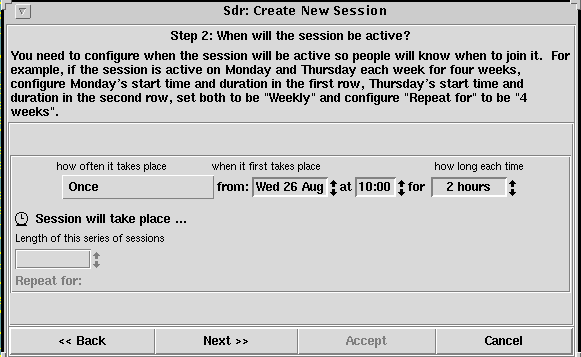 Sdr: Create New Session
Step 2: When will the session be active?
You need to configure when the session will be active so people will know when to join it.  For
example, if the session is active on Monday and Thursday each week for four weeks,
configure Monday's start time and duration in the first row, Thursday's start time and
duration in the second row, set both to be "Weekly" and configure "Repeat for" to be "4
weeks".
how often it takes place when it first takes place how long each time
Once from: Wed 26 Aug at 10:00 for 2 hours
Session will take place ...
Length of this series of sessions
Repeat for:
<< Back Next >> Accept Cancel